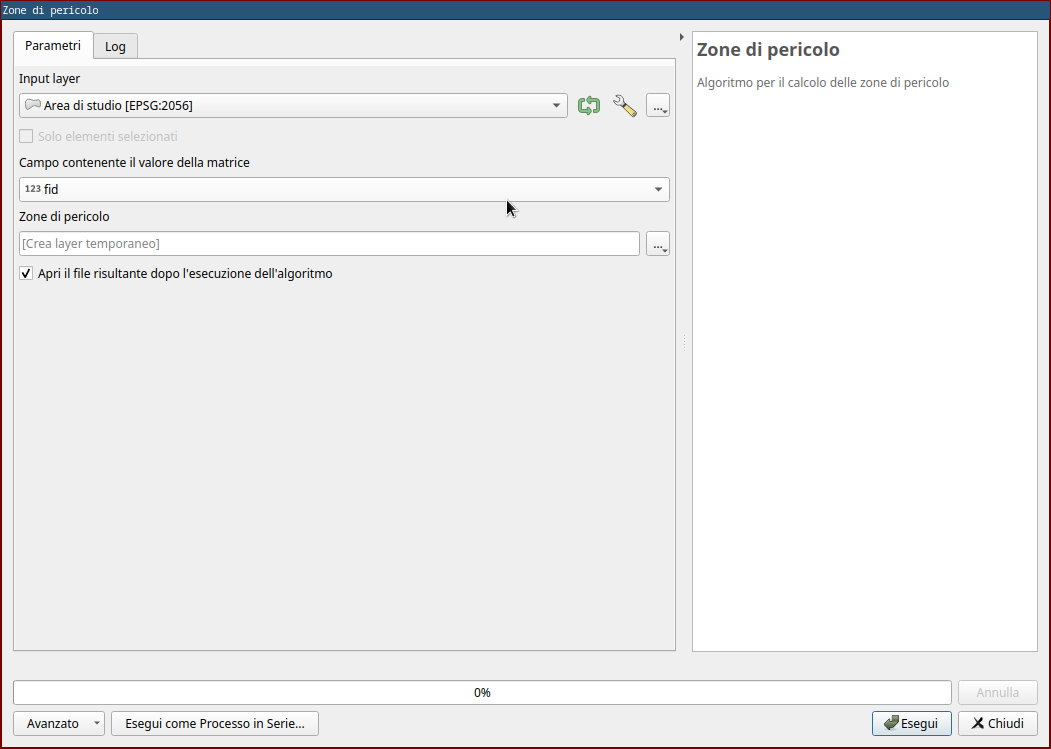 Zone di pericolo
Parametri
Log
Input layer
Area di studio [EPSG:2056]
...
Solo elementi selezionati
Campo contenente il valore della matrice
123 fid
Zone di pericolo
[Crea layer temporaneo]
...
Apri il file risultante dopo l'esecuzione dell'algoritmo
Zone di pericolo
Algoritmo per il calcolo delle zone di pericolo
0%
Annulla
Avanzato
Esegui come Processo in Serie...
Esegui
Chiudi